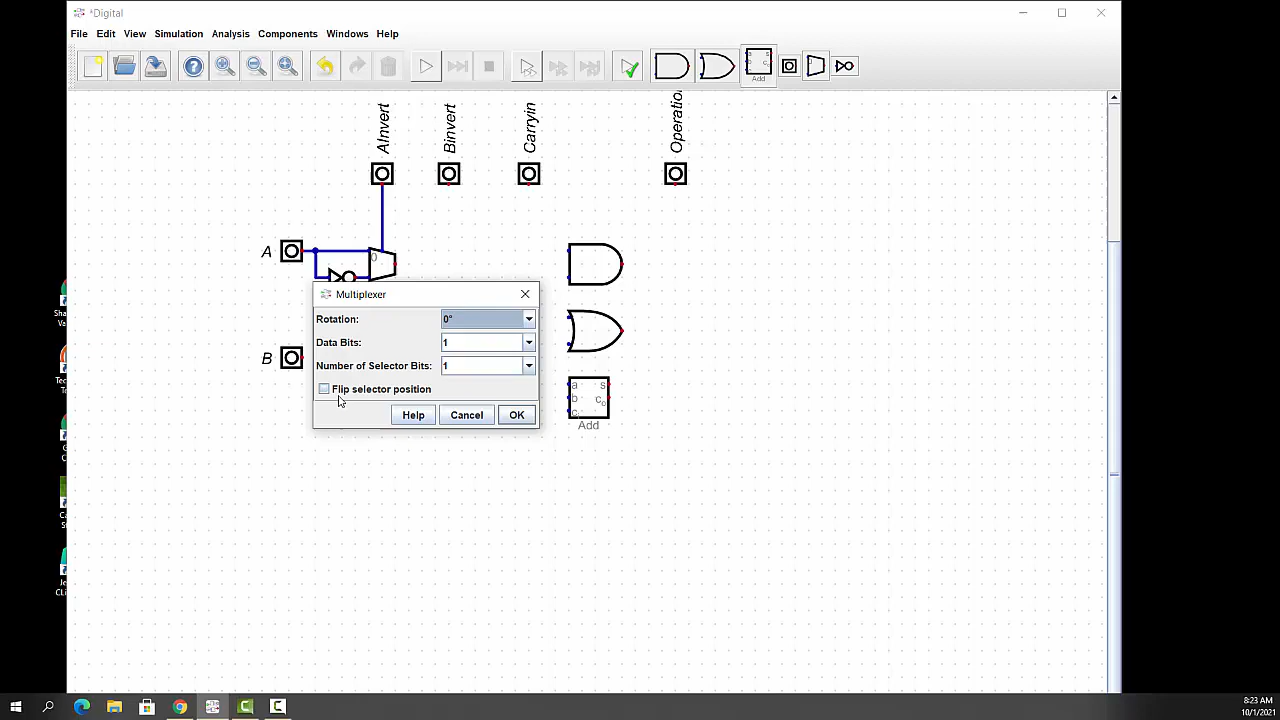 *Digital
File Edit View Simulation Analysis Components Windows Help
Add
AInvert
Binvert
Carryin
Operatio
A
0
Multiplexer
Rotation: 0°
Data Bits: 1
Number of Selector Bits: 1
Flip selector position
Help Cancel OK
B
a s
b c₀
c
Add
8:23 AM
10/1/2021